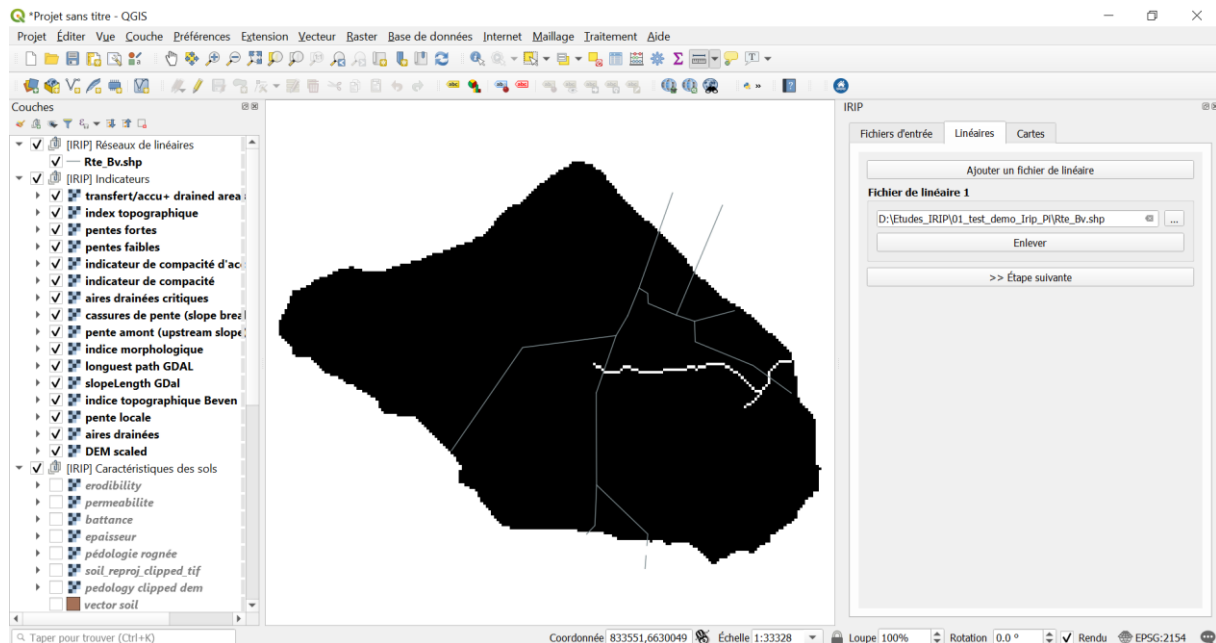 *Projet sans titre - QGIS
Projet Éditer Vue Couche Préférences Extension Vecteur Raster Base de données Internet Maillage Traitement Aide
Couches
[IRIP] Réseaux de linéaires
Rte_Bv.shp
[IRIP] Indicateurs
transfert/accu+ drained area
index topographique
pentes fortes
pentes faibles
indicateur de compacité d'ac
indicateur de compacité
aires drainées critiques
cassures de pente (slope brea
pente amont (upstream slope
indice morphologique
longuest path GDAL
slopeLength GDal
indice topographique Beven
pente locale
aires drainées
DEM scaled
[IRIP] Caractéristiques des sols
erodibility
permeabilite
battance
epaisseur
pédologie rognée
soil_reproj_clipped_tif
pedology clipped dem
vector soil
IRIP
Fichiers d'entrée Linéaires Cartes
Ajouter un fichier de linéaire
Fichier de linéaire 1
D:\Etudes_IRIP\01_test_demo_Irip_Pl\Rte_Bv.shp ...
Enlever
>> Étape suivante
Taper pour trouver (Ctrl+K) Coordonnée 833551,6630049 Échelle 1:33328 Loupe 100% Rotation 0.0 ° Rendu EPSG:2154